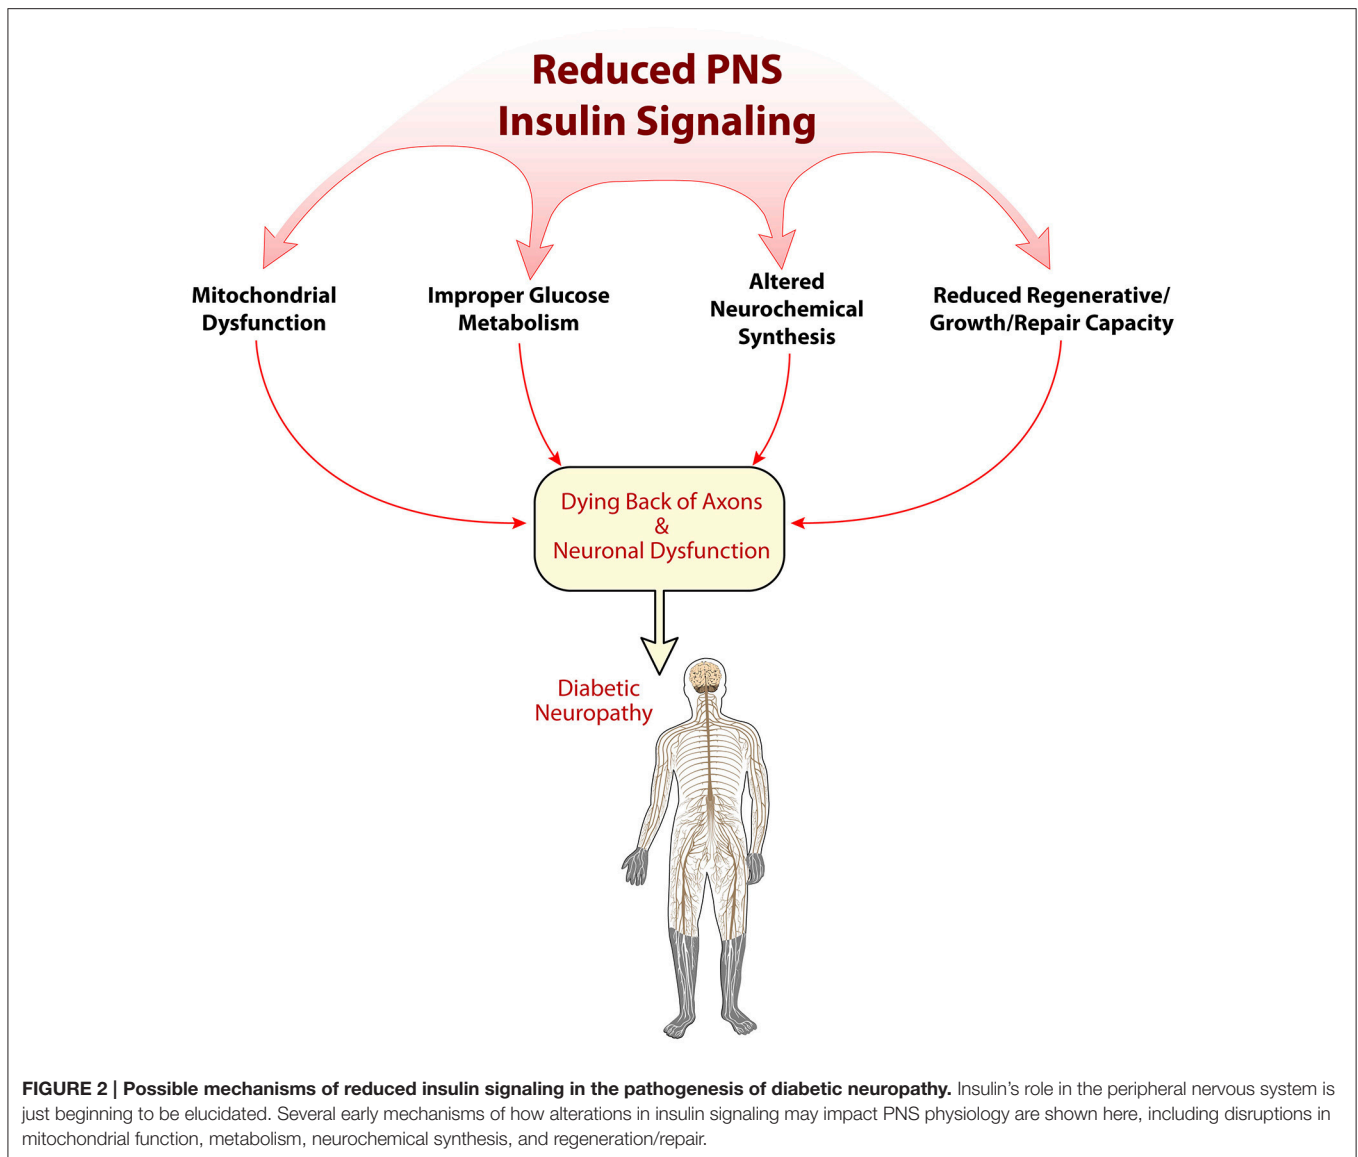 Reduced PNS
Insulin Signaling
Mitochondrial
Dysfunction
Improper Glucose
Metabolism
Altered
Neurochemical
Synthesis
Reduced Regenerative/
Growth/Repair Capacity
Dying Back of Axons
&
Neuronal Dysfunction
Diabetic
Neuropathy
FIGURE 2 | Possible mechanisms of reduced insulin signaling in the pathogenesis of diabetic neuropathy. Insulin's role in the peripheral nervous system is
just beginning to be elucidated. Several early mechanisms of how alterations in insulin signaling may impact PNS physiology are shown here, including disruptions in
mitochondrial function, metabolism, neurochemical synthesis, and regeneration/repair.